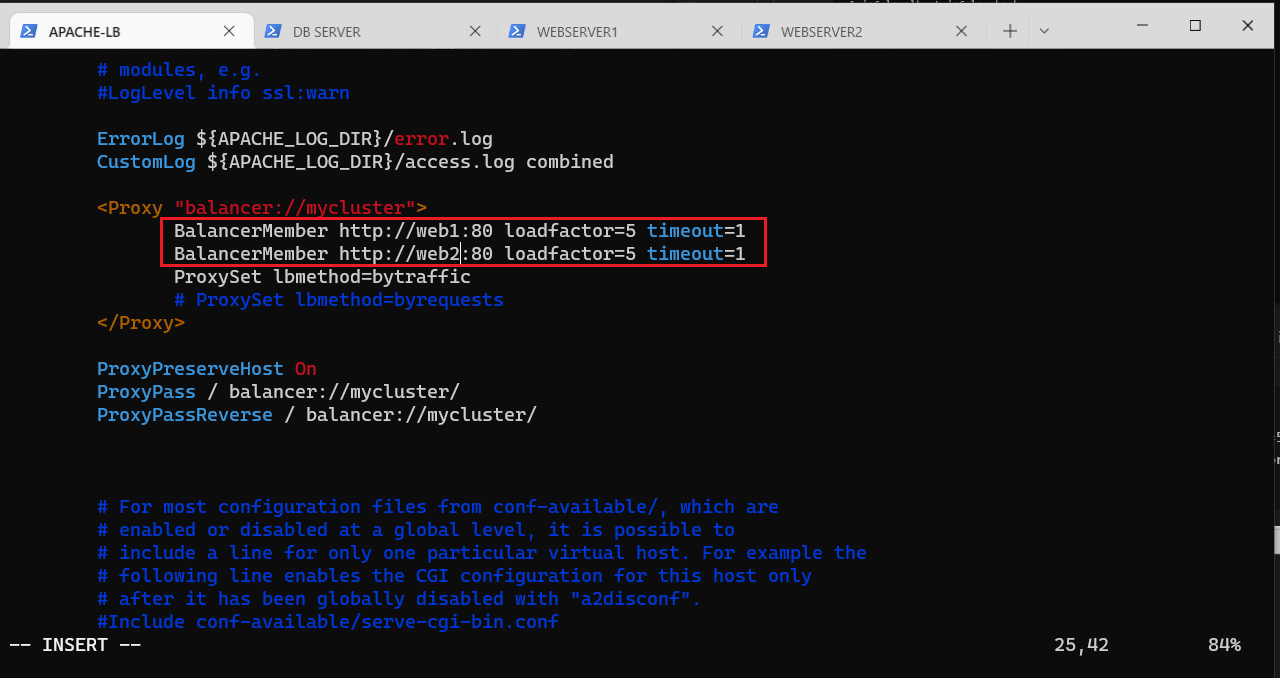 APACHE-LB DB SERVER WEBSERVER1 WEBSERVER2
# modules, e.g.
#LogLevel info ssl:warn
ErrorLog ${APACHE_LOG_DIR}/error.log
CustomLog ${APACHE_LOG_DIR}/access.log combined
<Proxy "balancer://mycluster">
BalancerMember http://web1:80 loadfactor=5 timeout=1
BalancerMember http://web2:80 loadfactor=5 timeout=1
ProxySet lbmethod=bytraffic
# ProxySet lbmethod=byrequests
</Proxy>
ProxyPreserveHost On
ProxyPass / balancer://mycluster/
ProxyPassReverse / balancer://mycluster/
# For most configuration files from conf-available/, which are
# enabled or disabled at a global level, it is possible to
# include a line for only one particular virtual host. For example the
# following line enables the CGI configuration for this host only
# after it has been globally disabled with "a2disconf".
#Include conf-available/serve-cgi-bin.conf
-- INSERT -- 25,42 84%